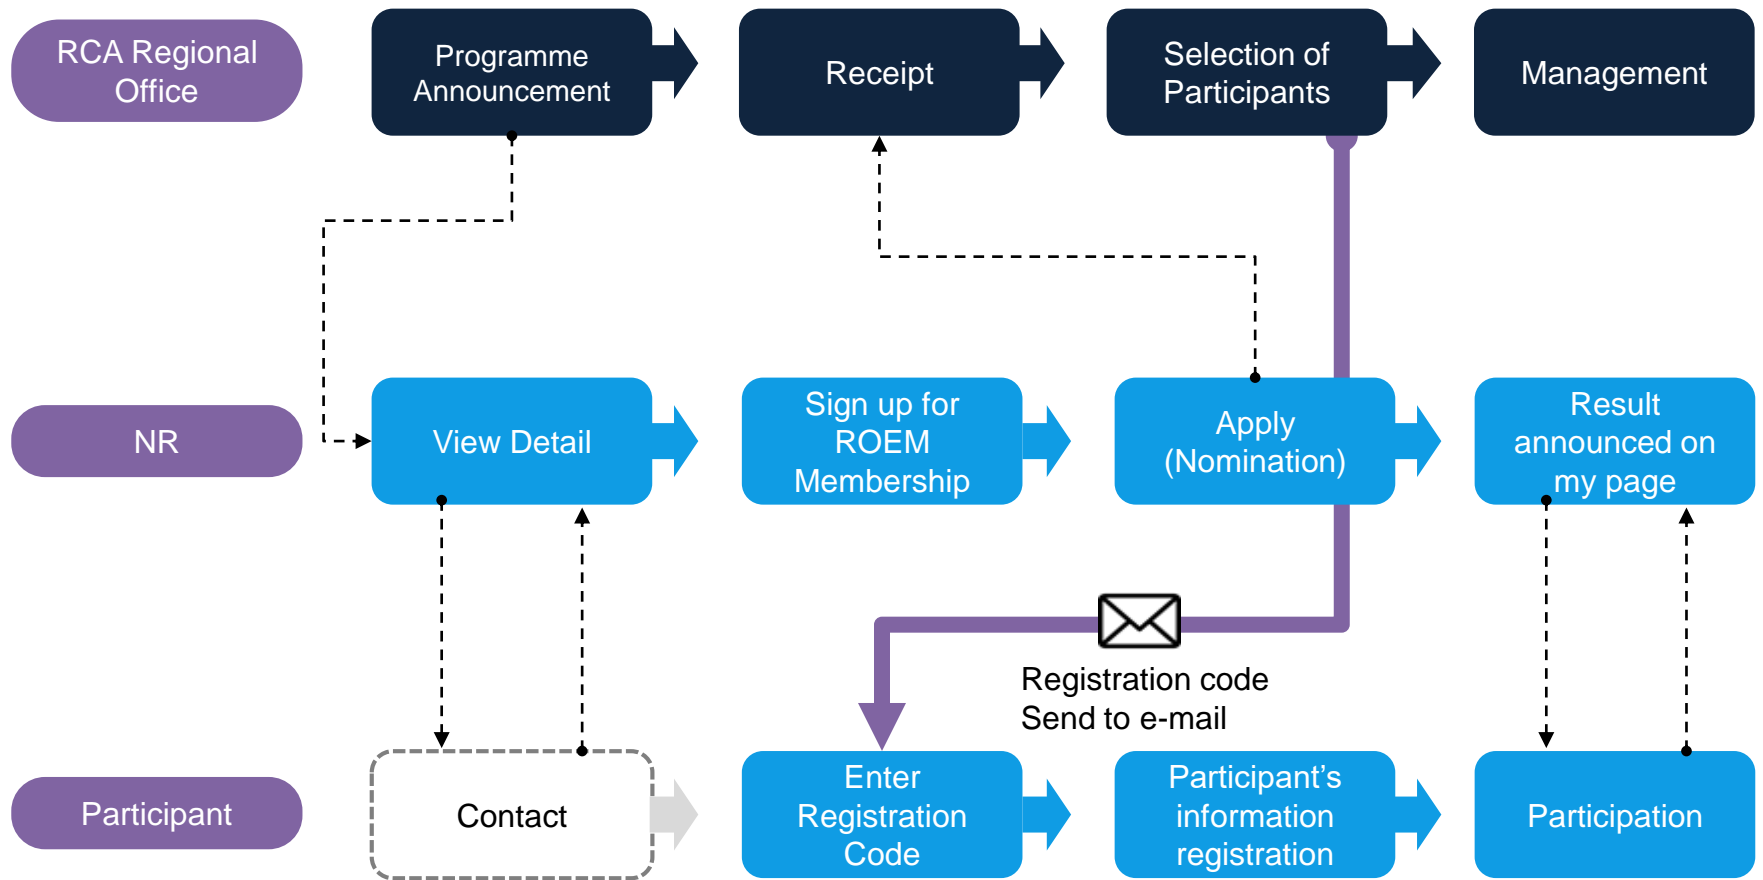 RCA Regional
Office
Programme
Announcement
Receipt
Selection of
Participants
Management
NR
View Detail
Sign up for
ROEM
Membership
Apply
(Nomination)
Result
announced on
my page
Registration code
Send to e-mail
Participant
Contact
Enter
Registration
Code
Participant’s
information
registration
Participation